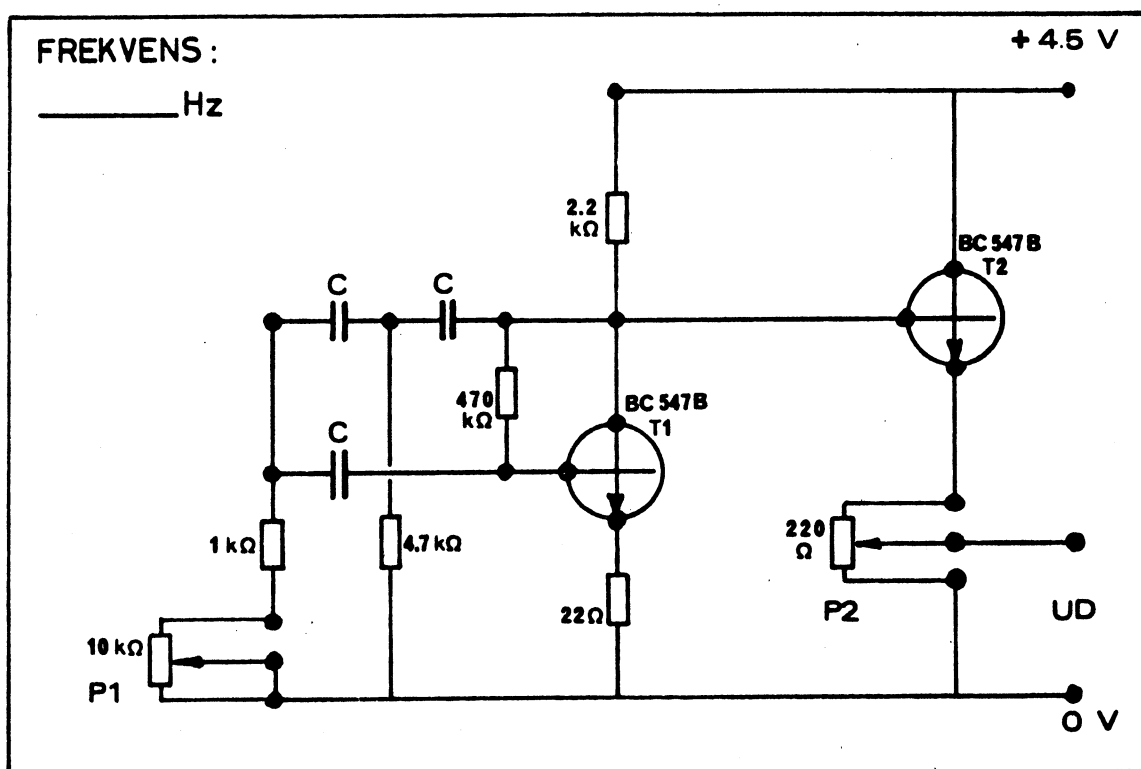 FREKVENS:
+ 4.5 V
______ Hz
2.2
kΩ
BC 547B
T2
C
C
470
kΩ
BC 547B
T1
C
1 kΩ
4.7 kΩ
220
Ω
22Ω
P2
UD
10 kΩ
P1
0 V